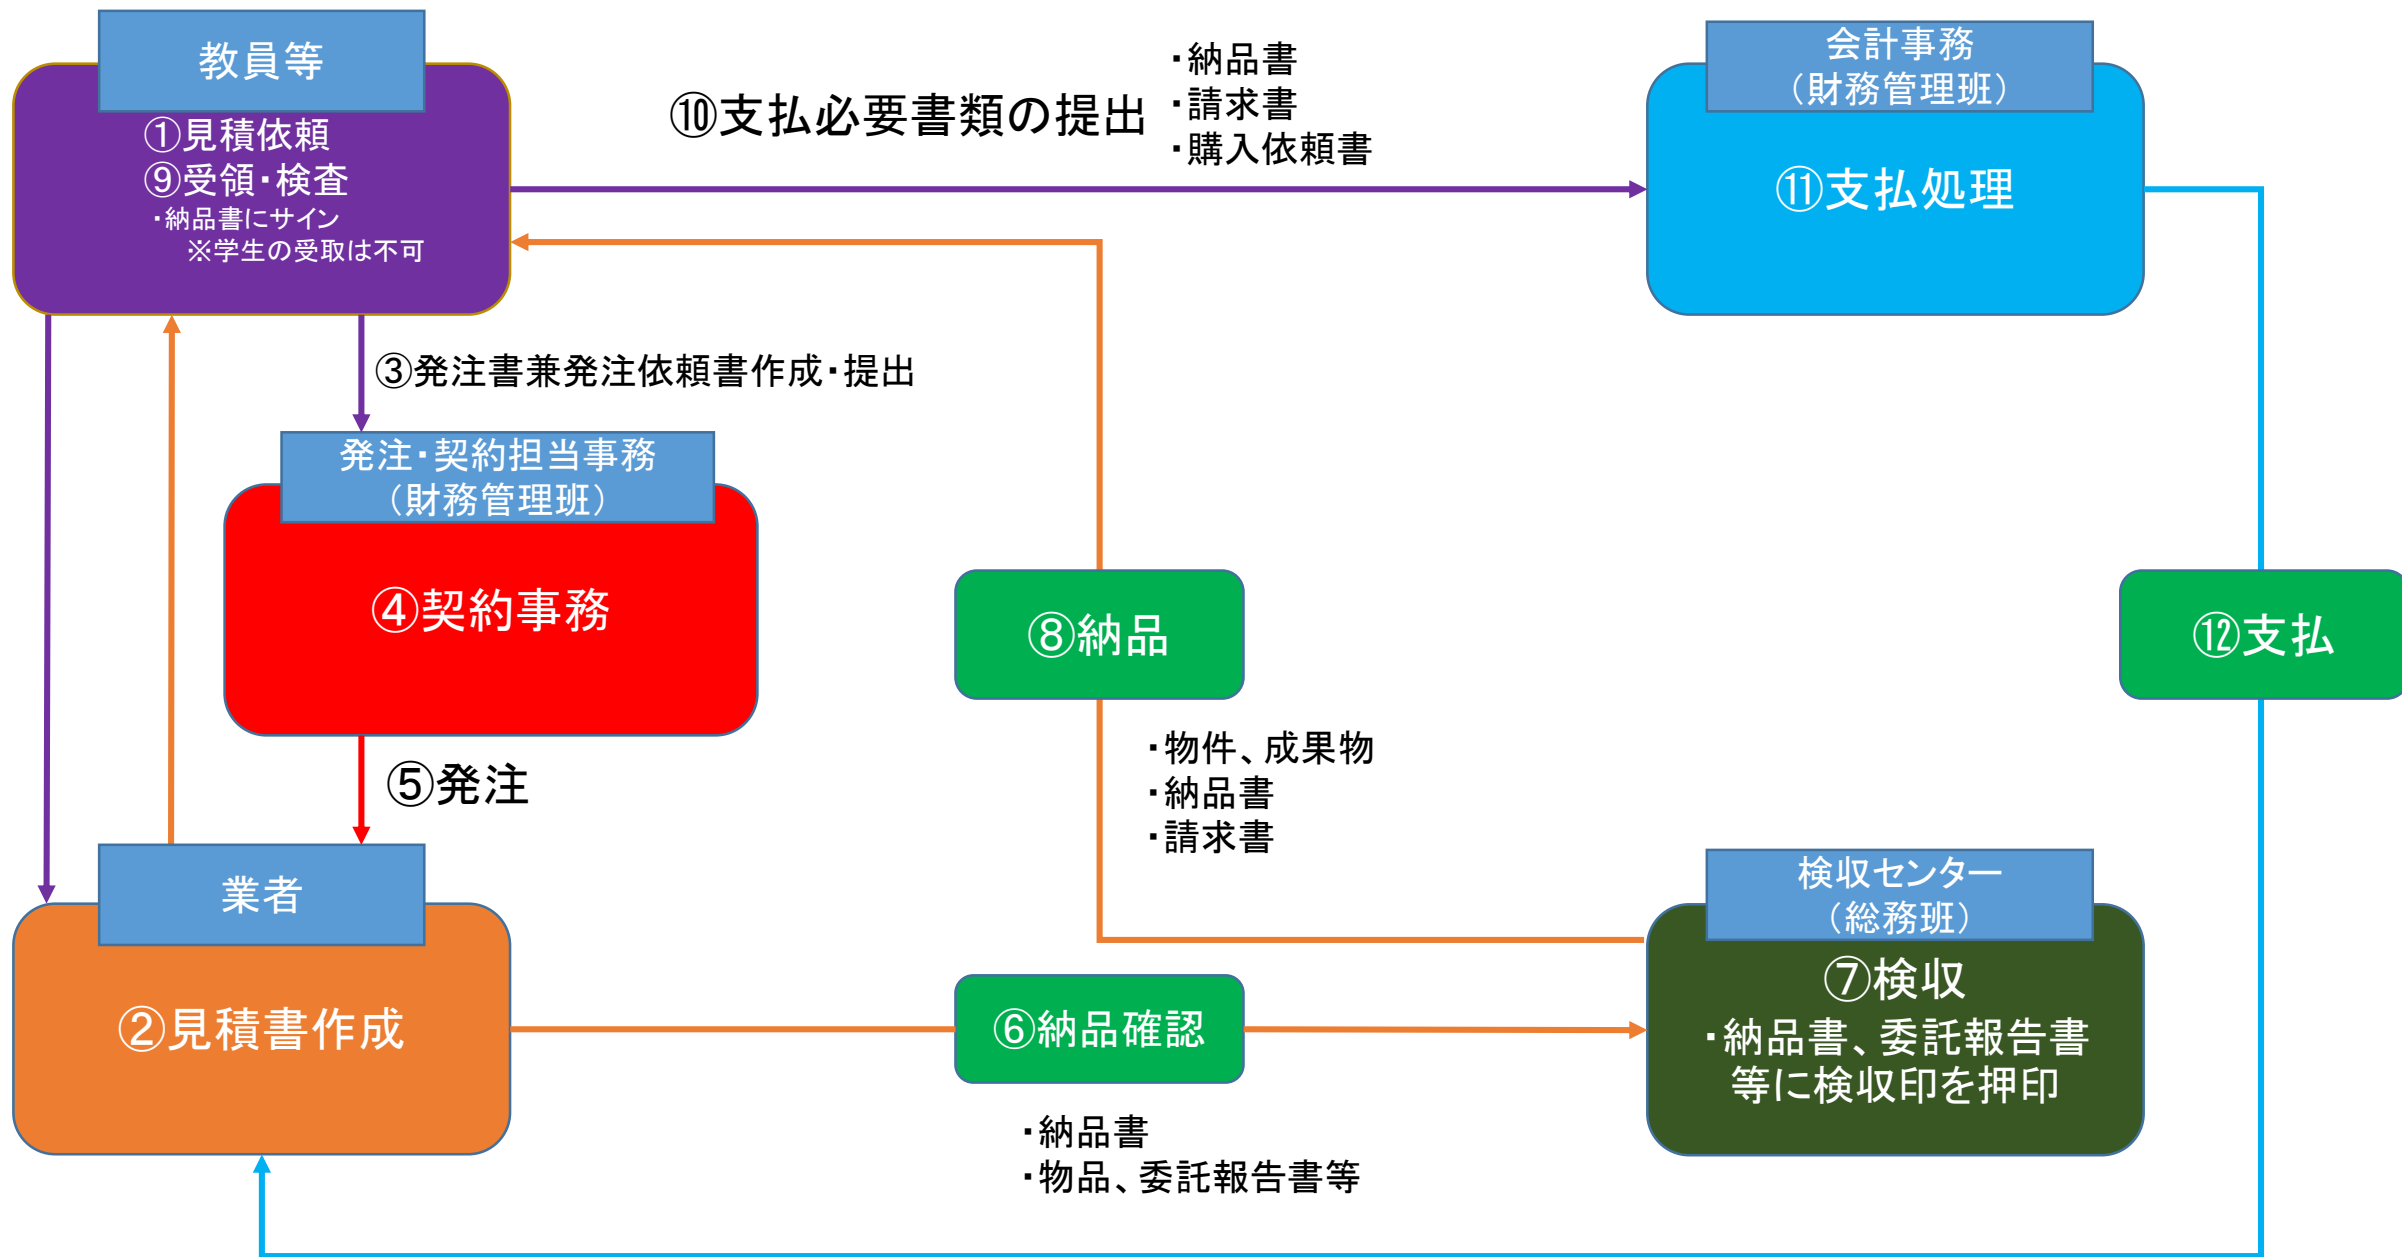 教員等
①見積依頼
⑨受領・検査
・納品書にサイン
※学生の受取は不可
⑩支払必要書類の提出
・納品書
・請求書
・購入依頼書
会計事務
（財務管理班）
⑪支払処理
③発注書兼発注依頼書作成・提出
発注・契約担当事務
（財務管理班）
④契約事務
⑤発注
⑧納品
・物件、成果物
・納品書
・請求書
⑫支払
業者
②見積書作成
⑥納品確認
・納品書
・物品、委託報告書等
検収センター
（総務班）
⑦検収
・納品書、委託報告書
等に検収印を押印